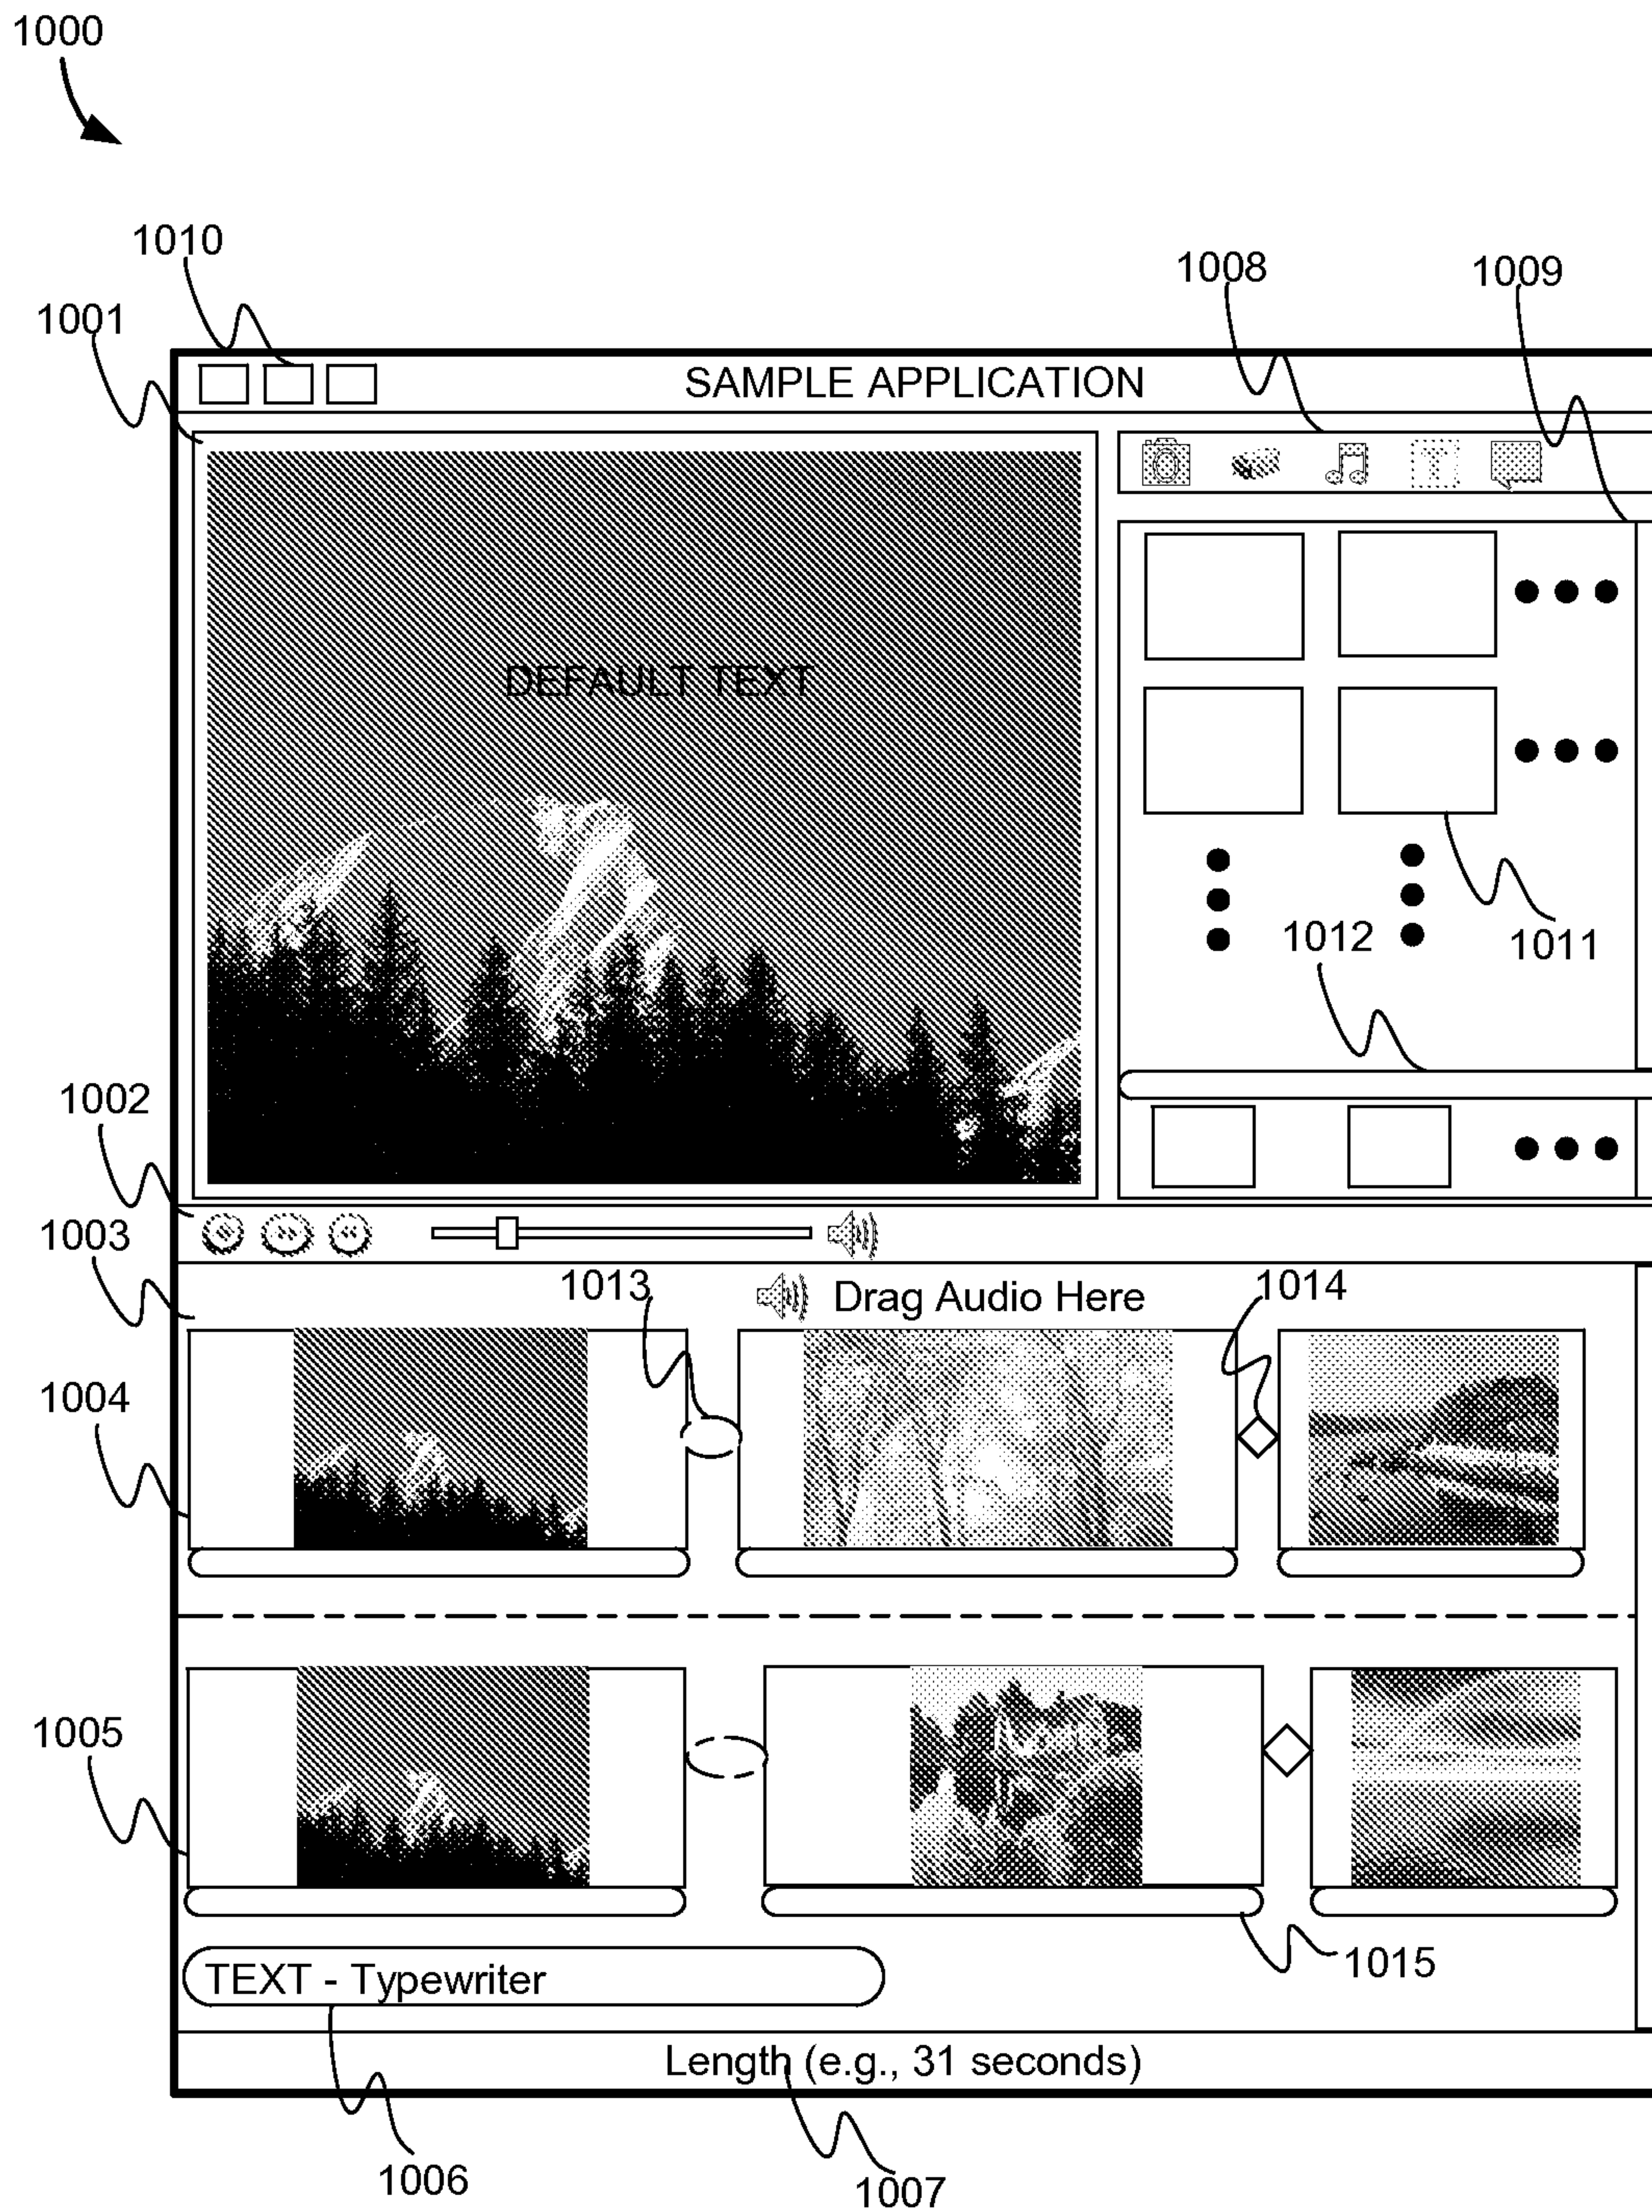 1000
1010
1001
1008
1009
SAMPLE APPLICATION
T
DEFAULT TEXT
1012
1011
1002
1003
1013
Drag Audio Here
1014
1004
1005
1015
TEXT - Typewriter
Length (e.g., 31 seconds)
1006
1007